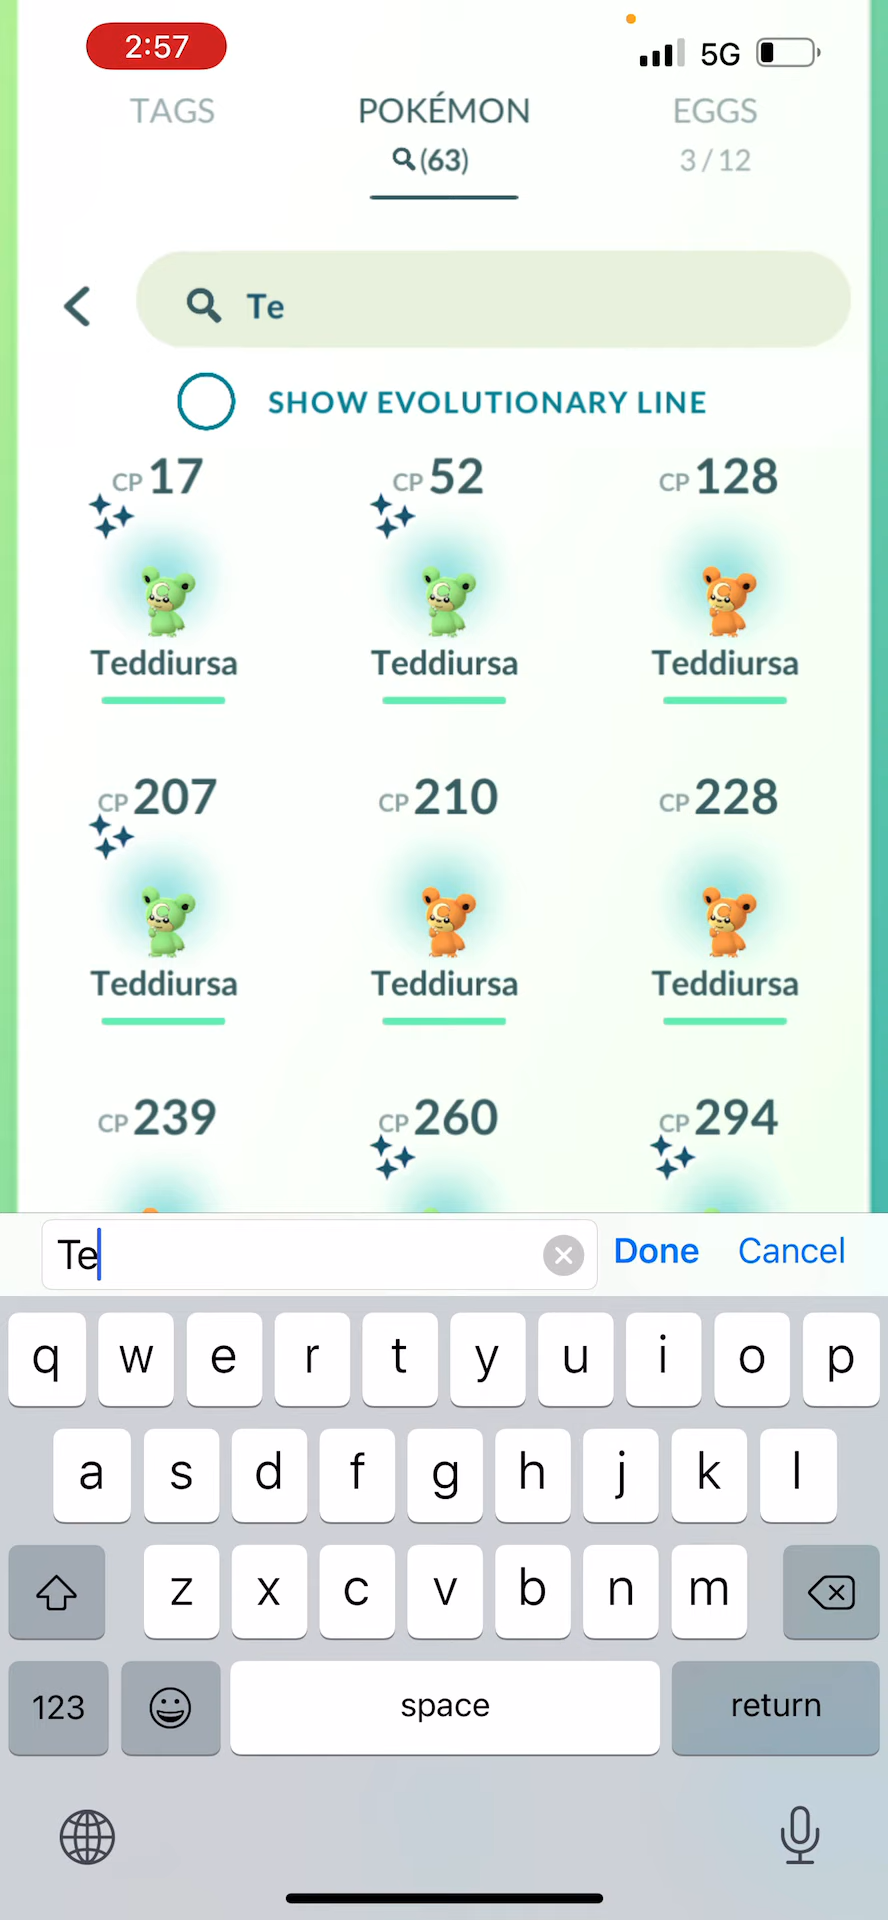 2:57
5G
TAGS POKÉMON EGGS
(63) 3 / 12
Te
SHOW EVOLUTIONARY LINE
CP 17 CP 52 CP 128
Teddiursa Teddiursa Teddiursa
CP 207 CP 210 CP 228
Teddiursa Teddiursa Teddiursa
CP 239 CP 260 CP 294
Te Done Cancel
q w e r t y u i o p
a s d f g h j k l
z x c v b n m
123 space return